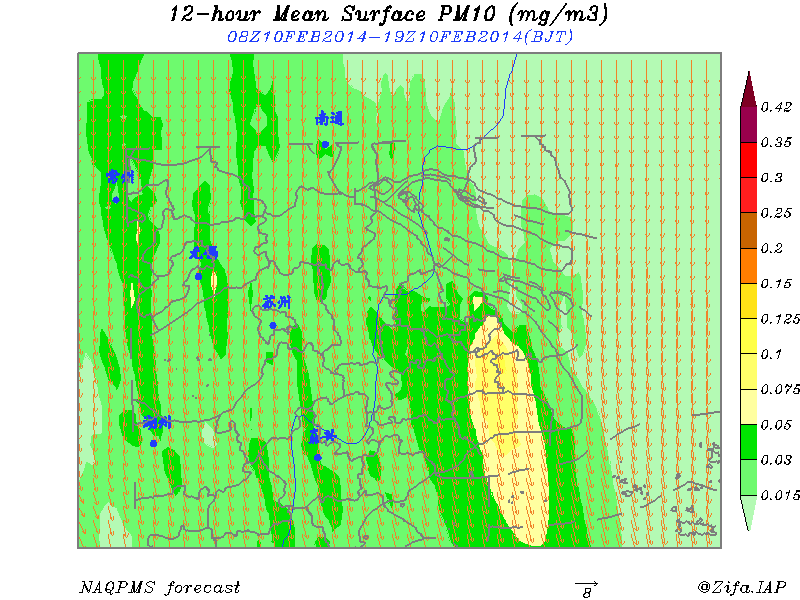 12-hour Mean Surface PM10 (mg/m3)
08Z10FEB2014-19Z10FEB2014(BJT)
南通
常州
无锡
苏州
湖州
嘉兴
0.42
0.35
0.3
0.25
0.2
0.15
0.125
0.1
0.075
0.05
0.03
0.015
NAQPMS forecast
8
@Zifa.IAP